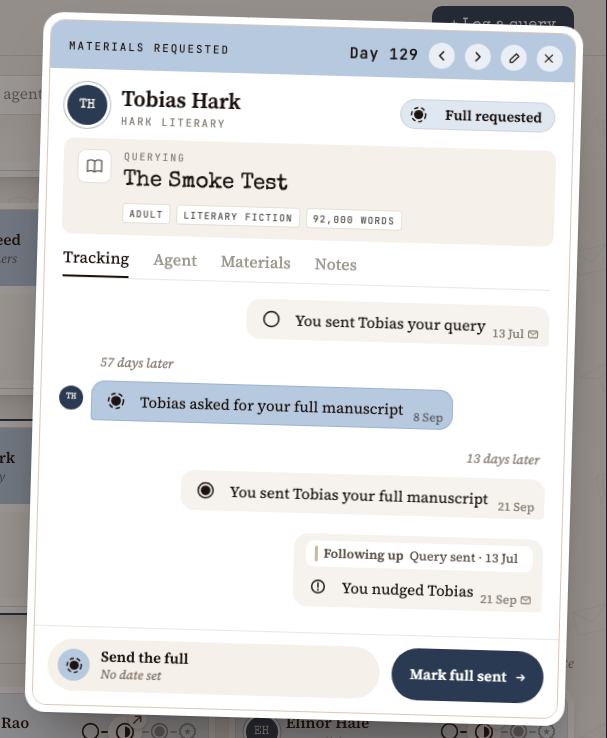 + Log a query
MATERIALS REQUESTED
Day 129
agent
TH
Tobias Hark
HARK LITERARY
Full requested
QUERYING
The Smoke Test
ADULT
LITERARY FICTION
92,000 WORDS
Tracking
Agent
Materials
Notes
You sent Tobias your query
13 Jul
57 days later
TH
Tobias asked for your full manuscript
8 Sep
13 days later
You sent Tobias your full manuscript
21 Sep
Following up Query sent · 13 Jul
You nudged Tobias
21 Sep
Send the full
No date set
Mark full sent →
Rao
EH
Elinor Hale